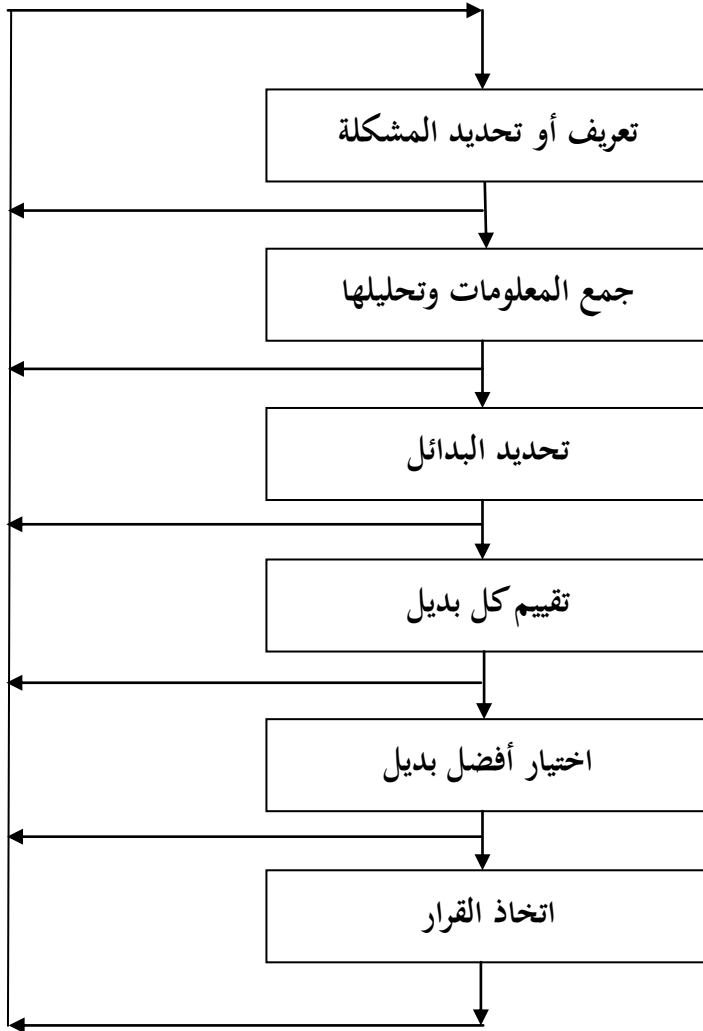 تعريف أو تحديد المشكلة
جمع المعلومات وتحليلها
تحديد البدائل
تقييم كل بديل
اختيار أفضل بديل
اتخاذ القرار